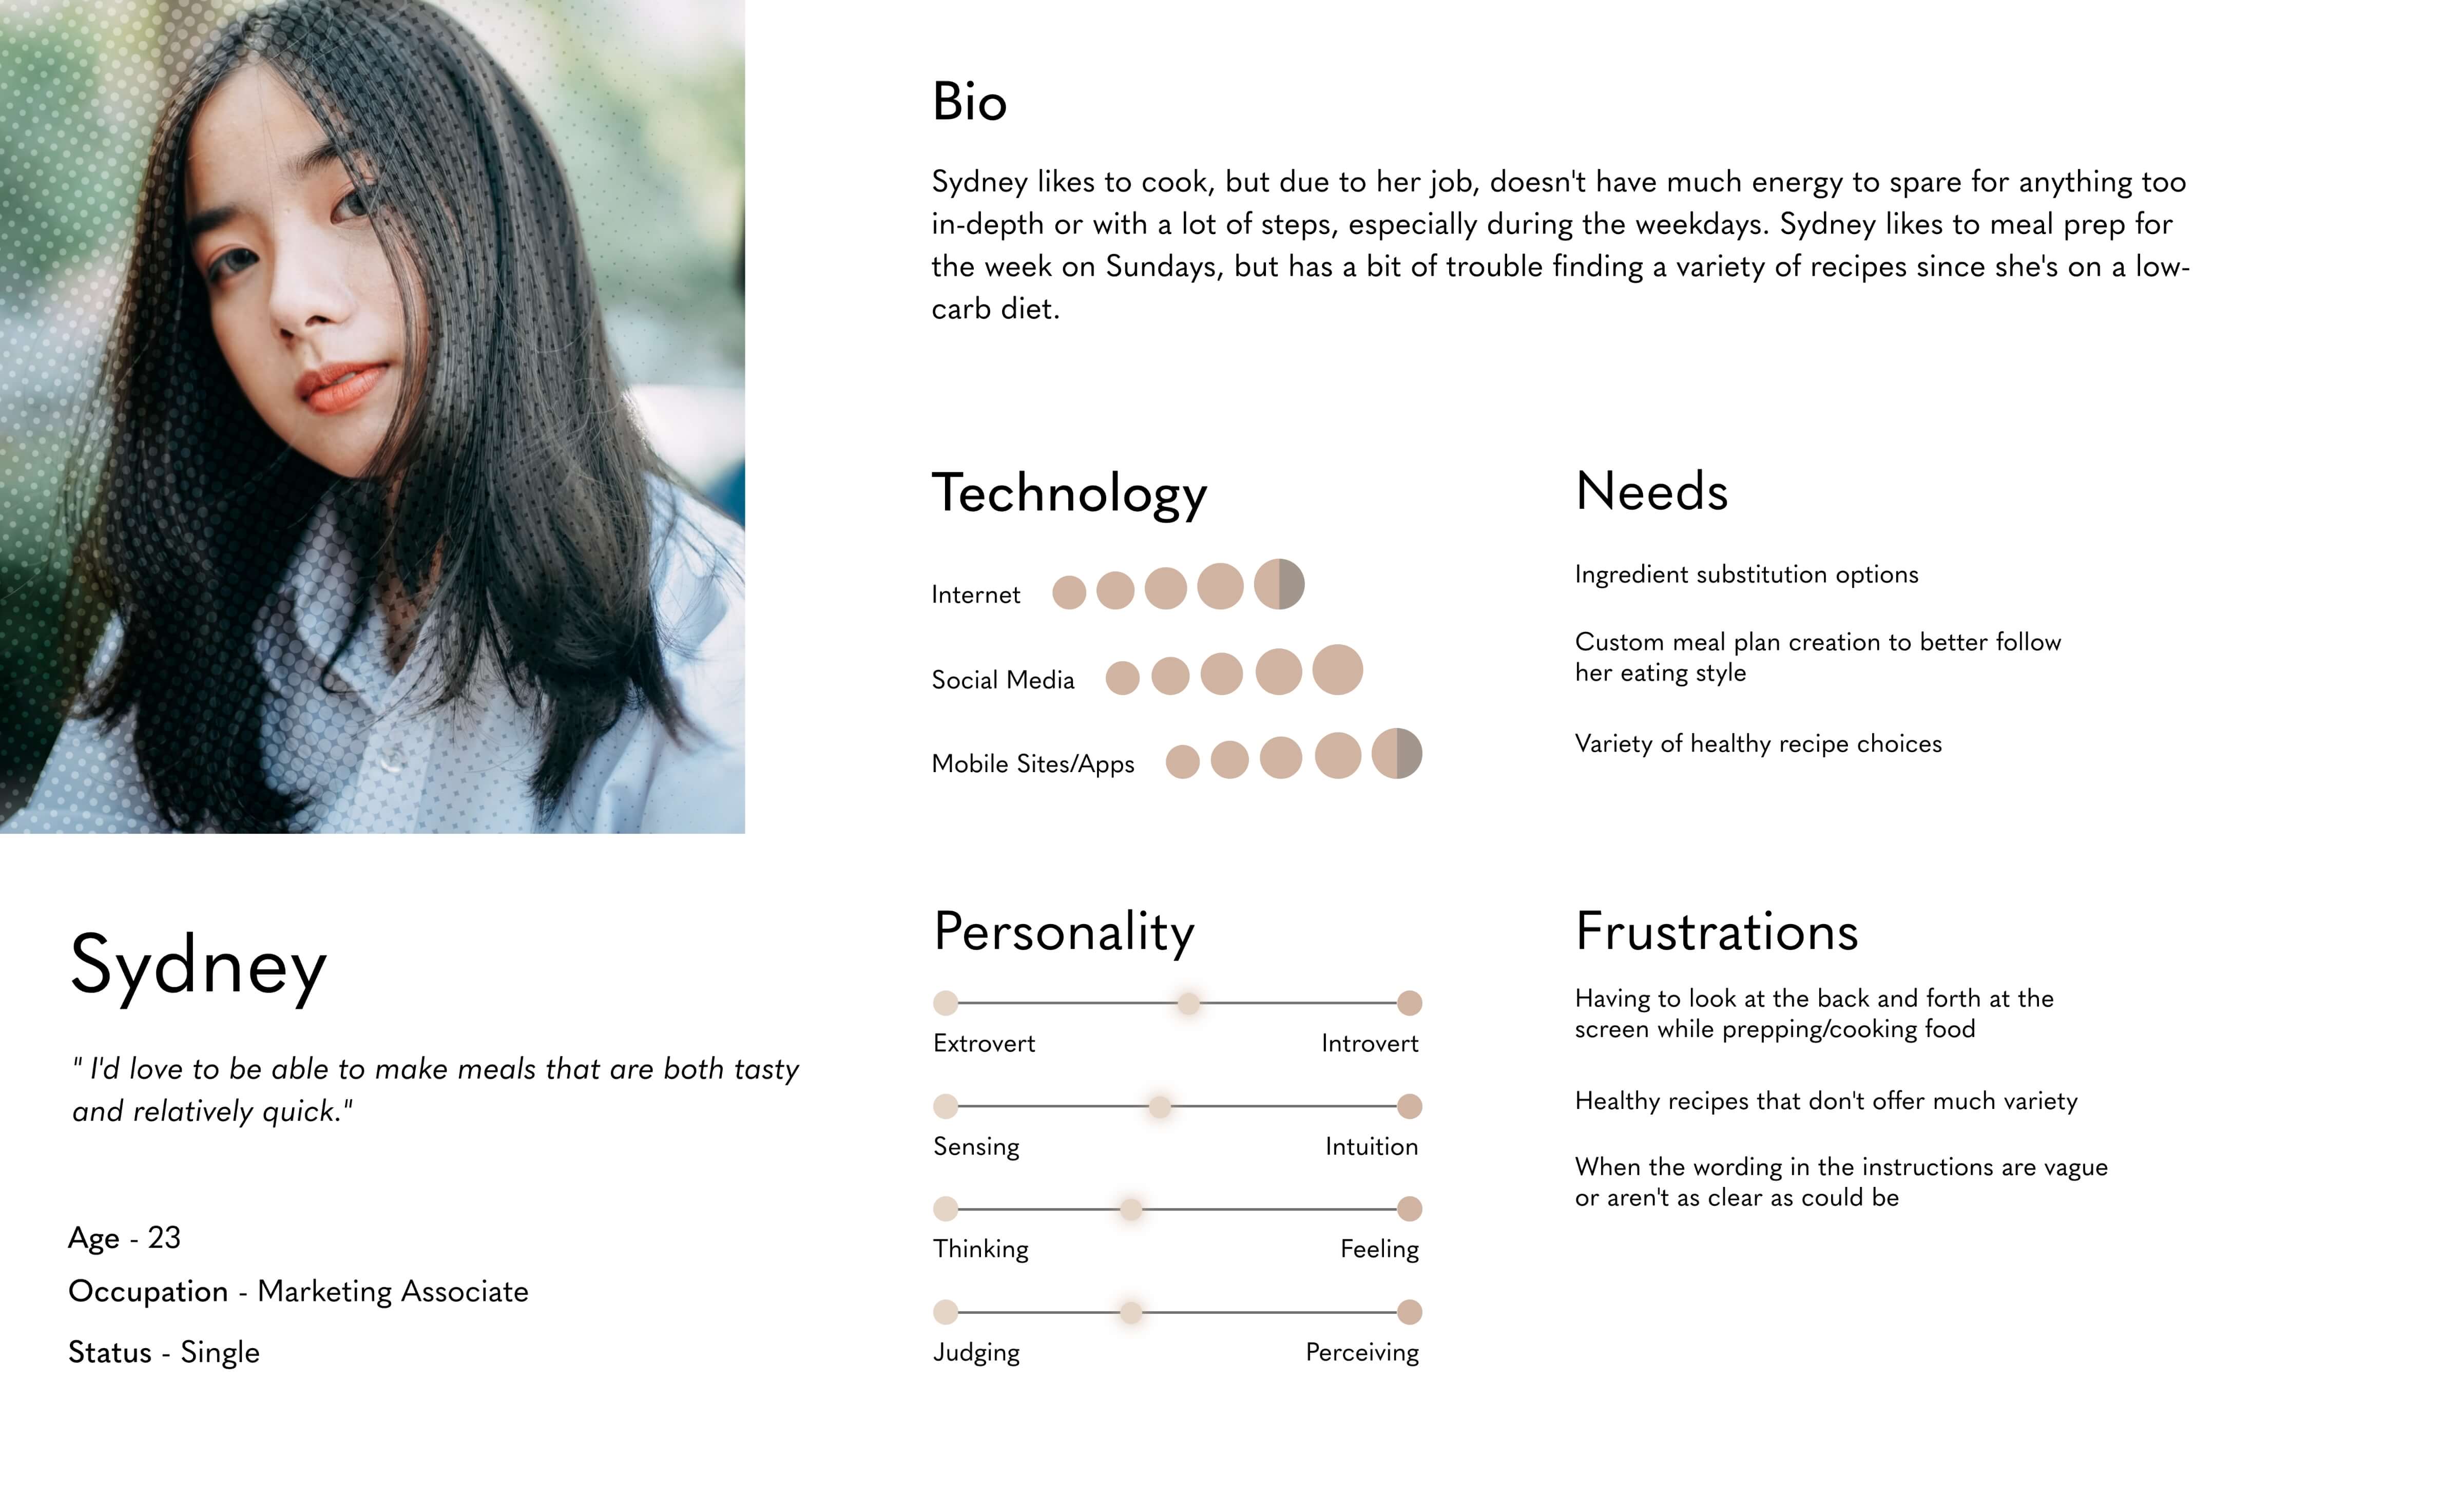 Bio
Sydney likes to cook, but due to her job, doesn't have much energy to spare for anything too
in-depth or with a lot of steps, especially during the weekdays. Sydney likes to meal prep for
the week on Sundays, but has a bit of trouble finding a variety of recipes since she's on a low-
carb diet.
Technology
Internet
Social Media
Mobile Sites/Apps
Needs
Ingredient substitution options
Custom meal plan creation to better follow
her eating style
Variety of healthy recipe choices
Sydney
" I'd love to be able to make meals that are both tasty
and relatively quick."
Age - 23
Occupation - Marketing Associate
Status - Single
Personality
Extrovert Introvert
Sensing Intuition
Thinking Feeling
Judging Perceiving
Frustrations
Having to look at the back and forth at the
screen while prepping/cooking food
Healthy recipes that don't offer much variety
When the wording in the instructions are vague
or aren't as clear as could be